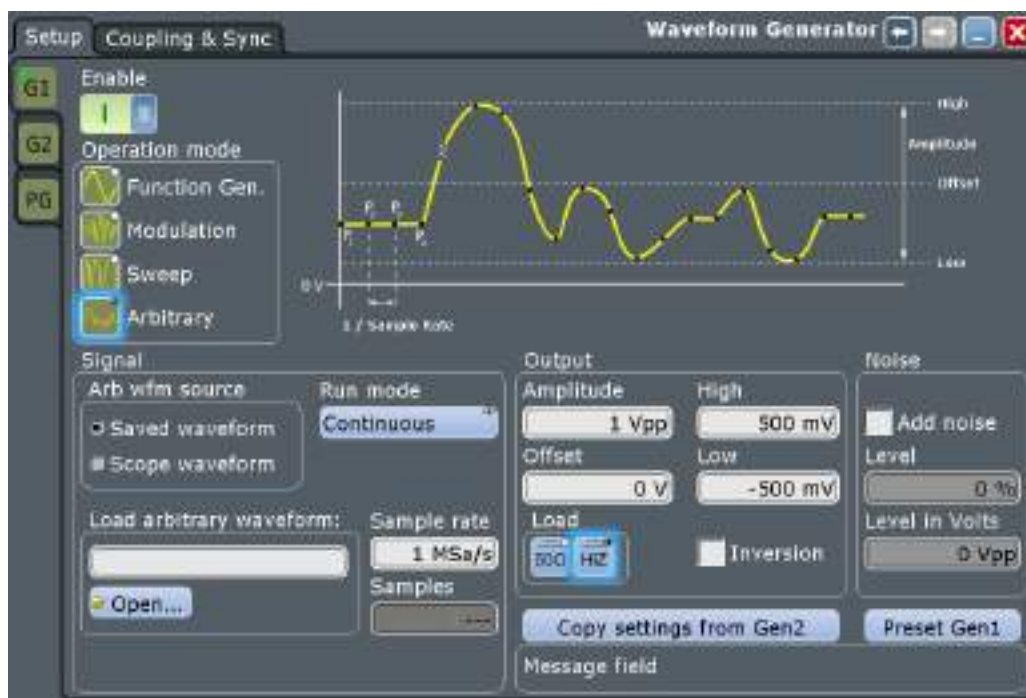 Setup Coupling & Sync Waveform Generator
G1
G2
PG
Enable
Operation mode
Function Gen.
Modulation
Sweep
Arbitrary
High
Amplitude
Offset
Low
0 V
1 / Sample Rate
Signal
Arb wfm source
Saved waveform
Scope waveform
Run mode
Continuous
Load arbitrary waveform:
Open...
Sample rate
1 MSa/s
Samples
---
Output
Amplitude
1 Vpp
High
500 mV
Offset
0 V
Low
-500 mV
Load
50Ω HiZ
Inversion
Copy settings from Gen2
Noise
Add noise
Level
0 %
Level in Volts
0 Vpp
Preset Gen1
Message field